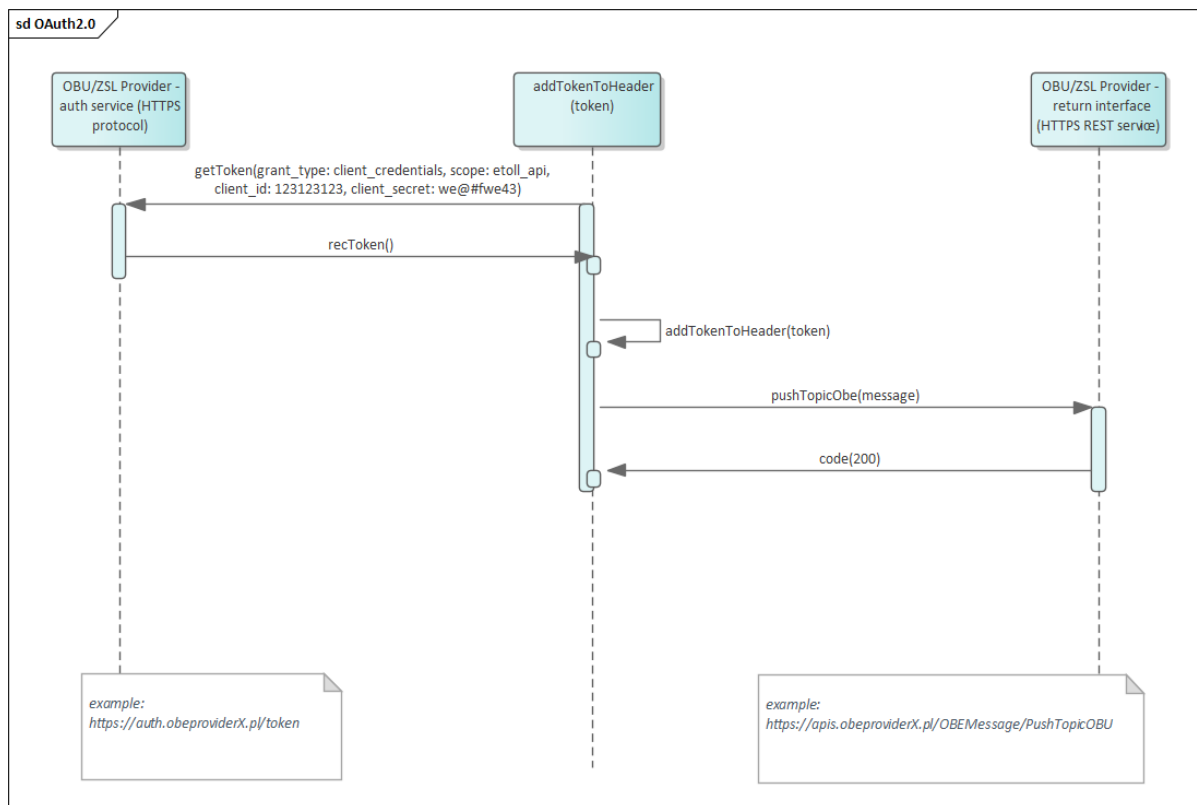 sd OAuth2.0
OBU/ZSL Provider -
auth service (HTTPS
protocol)
addTokenToHeader
(token)
OBU/ZSL Provider -
return interface
(HTTPS REST service)
getToken(grant_type: client_credentials, scope: etoll_api,
client_id: 123123123, client_secret: we@#fwe43)
recToken()
addTokenToHeader(token)
pushTopicObe(message)
code(200)
example:
https://auth.obeproviderX.pl/token
example:
https://apis.obeproviderX.pl/OBEMessage/PushTopicOBU